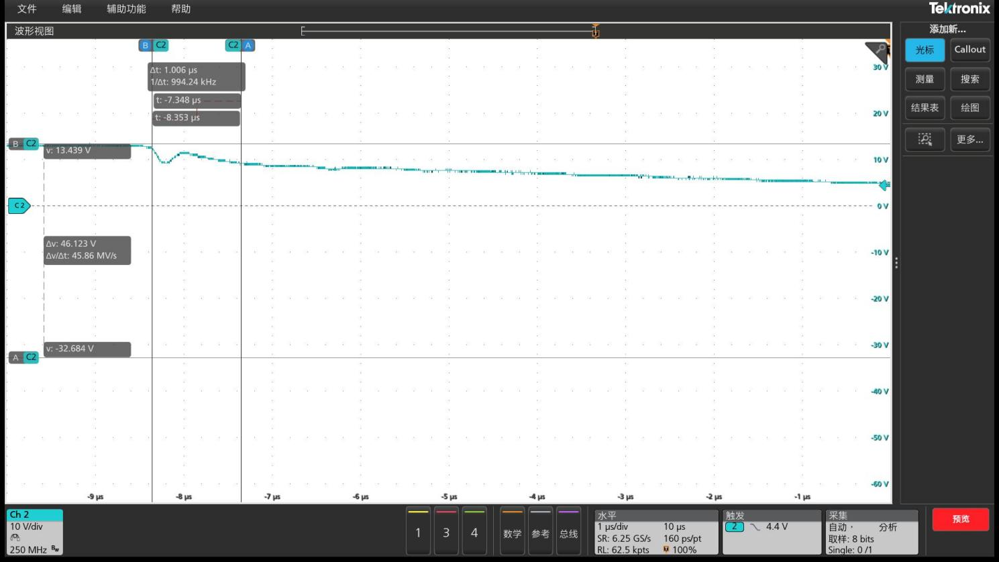 文件 编辑 辅助功能 帮助
Tektronix
波形视图
添加新...
光标 Callout
测量 搜索
结果表 绘图
更多...
B C2 C2 A
Δt: 1.006 µs
1/Δt: 994.24 kHz
t: -7.348 µs
t: -8.353 µs
B C2
v: 13.439 V
C 2
Δv: 46.123 V
Δv/Δt: 45.86 MV/s
v: -32.684 V
A C2
30 V
20 V
10 V
0 V
-10 V
-20 V
-30 V
-40 V
-50 V
-60 V
-9 µs -8 µs -7 µs -6 µs -5 µs -4 µs -3 µs -2 µs -1 µs
Ch 2
10 V/div
250 MHz Bw
1 3 4 数学 参考 总线
水平
1 µs/div 10 µs
SR: 6.25 GS/s 160 ps/pt
RL: 62.5 kpts 100%
触发
2 4.4 V
采集
自动, 分析
取样: 8 bits
Single: 0 /1
预览